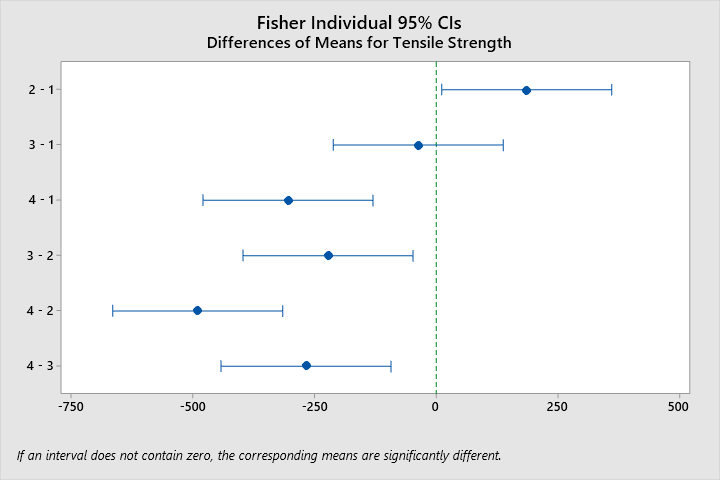 Fisher Individual 95% CIs
Differences of Means for Tensile Strength
2 - 1
3 - 1
4 - 1
3 - 2
4 - 2
4 - 3
-750 -500 -250 0 250 500
If an interval does not contain zero, the corresponding means are significantly different.